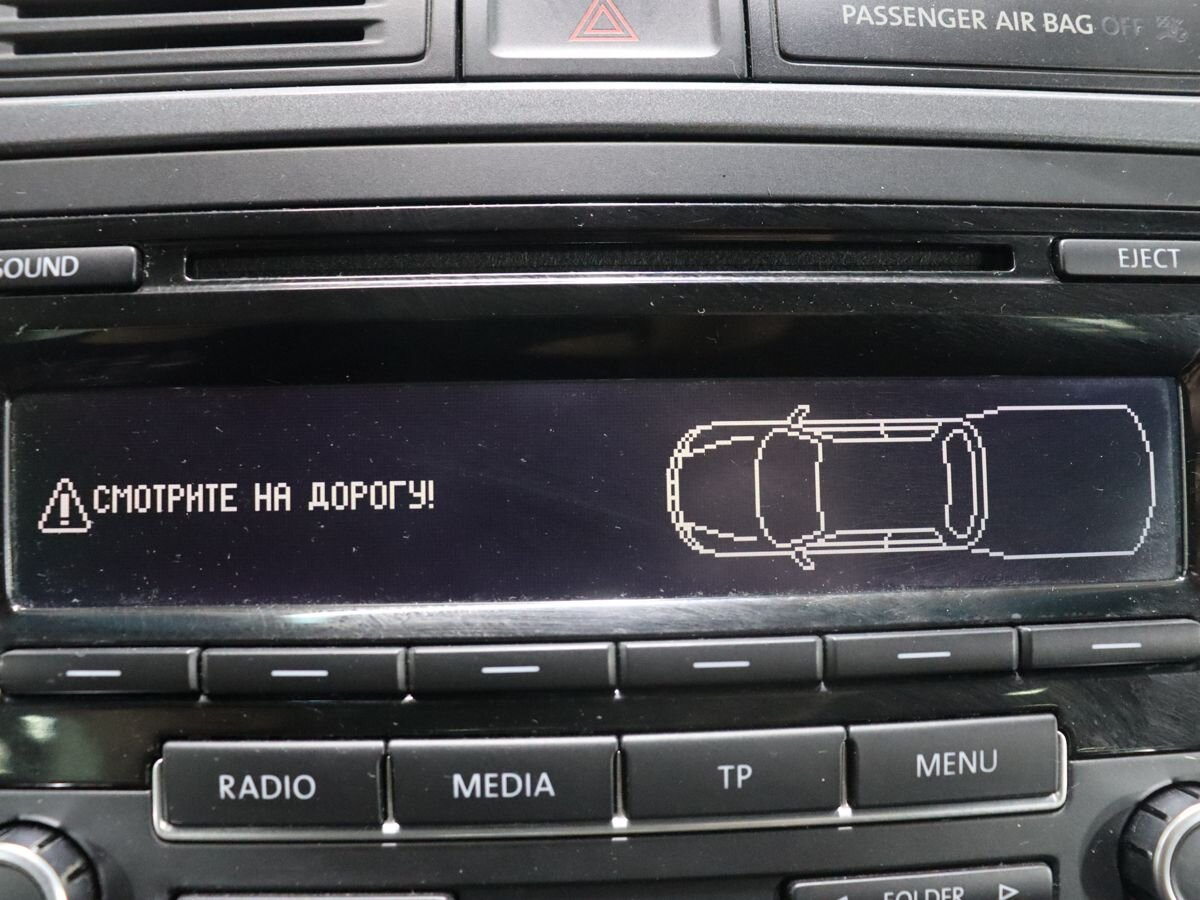 PASSENGER AIR BAG OFF
SOUND
EJECT
СМОТРИТЕ НА ДОРОГУ!
RADIO
MEDIA
TP
MENU
FOLDER